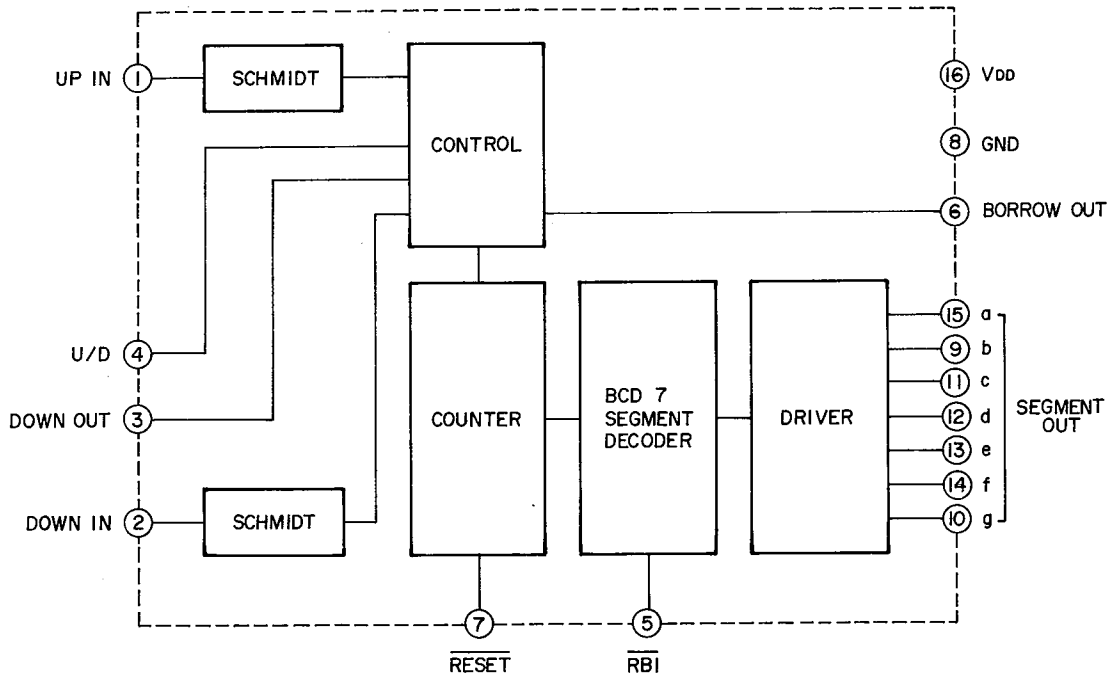 UP IN
1
SCHMIDT
CONTROL
16
VDD
8
GND
6
BORROW OUT
U/D
4
DOWN OUT
3
DOWN IN
2
SCHMIDT
COUNTER
BCD 7
SEGMENT
DECODER
DRIVER
15
a
9
b
11
c
12
d
13
e
14
f
10
g
SEGMENT
OUT
7
RESET
5
RBI